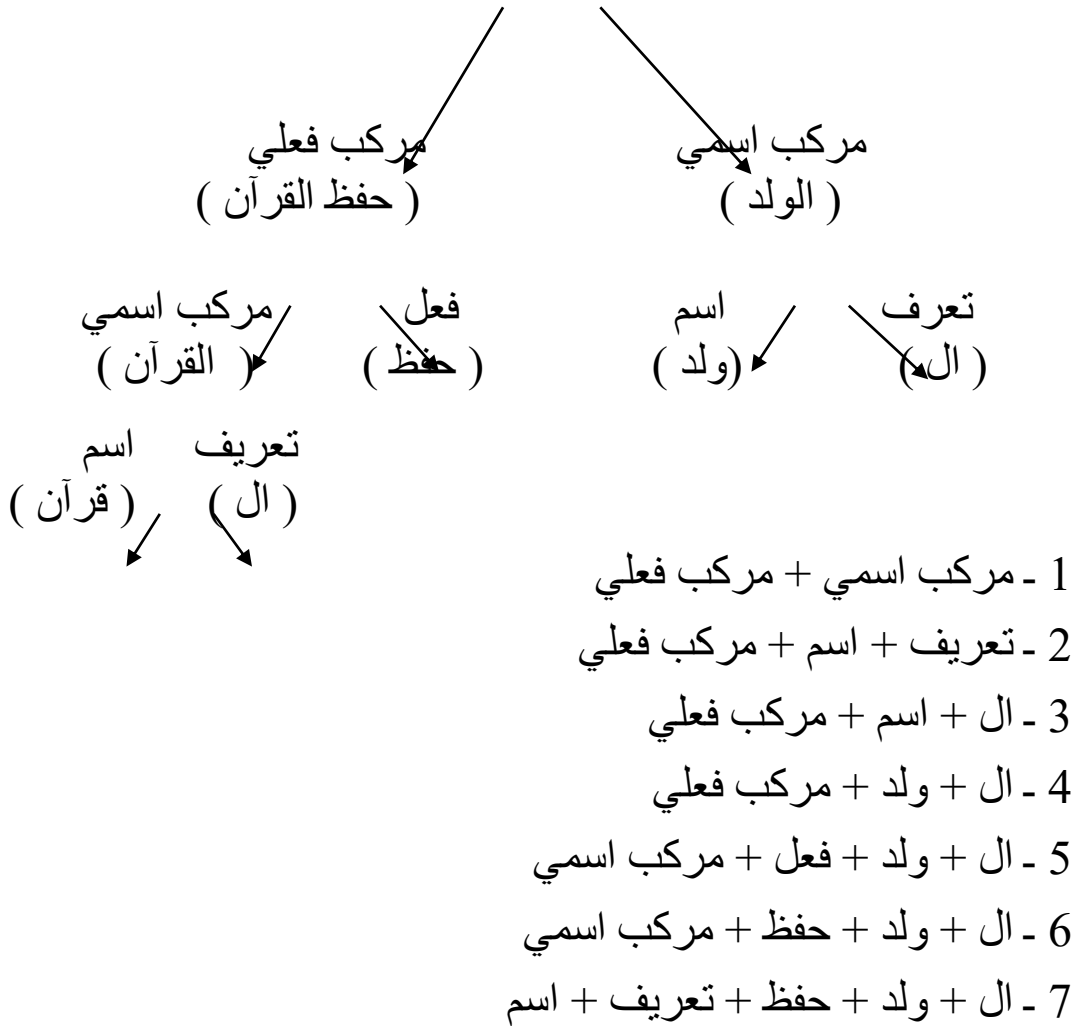 مركب اسمي مركب فعلي
( الولد ) ( حفظ القرآن )
تعرف اسم فعل مركب اسمي
( ال ) (ولد ) ( حفظ ) ( القرآن )
تعريف اسم
( ال ) ( قرآن )
1 ـ مركب اسمي + مركب فعلي
2 ـ تعريف + اسم + مركب فعلي
3 ـ ال + اسم + مركب فعلي
4 ـ ال + ولد + مركب فعلي
5 ـ ال + ولد + فعل + مركب اسمي
6 ـ ال + ولد + حفظ + مركب اسمي
7 ـ ال + ولد + حفظ + تعريف + اسم